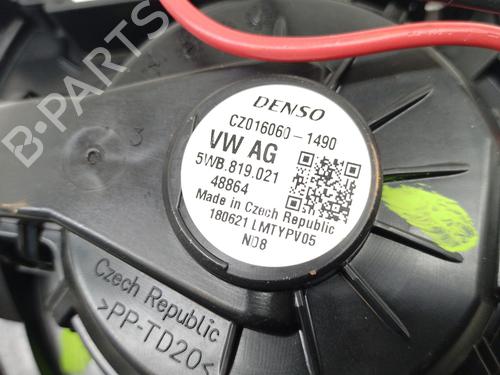 B-PARTS
3
DENSO
CZ016060-1490
VW AG
5WB.819.021
48864
Made in Czech Republic
180621 LMTYPV05
N08
Czech Republic
>PP-TD20<